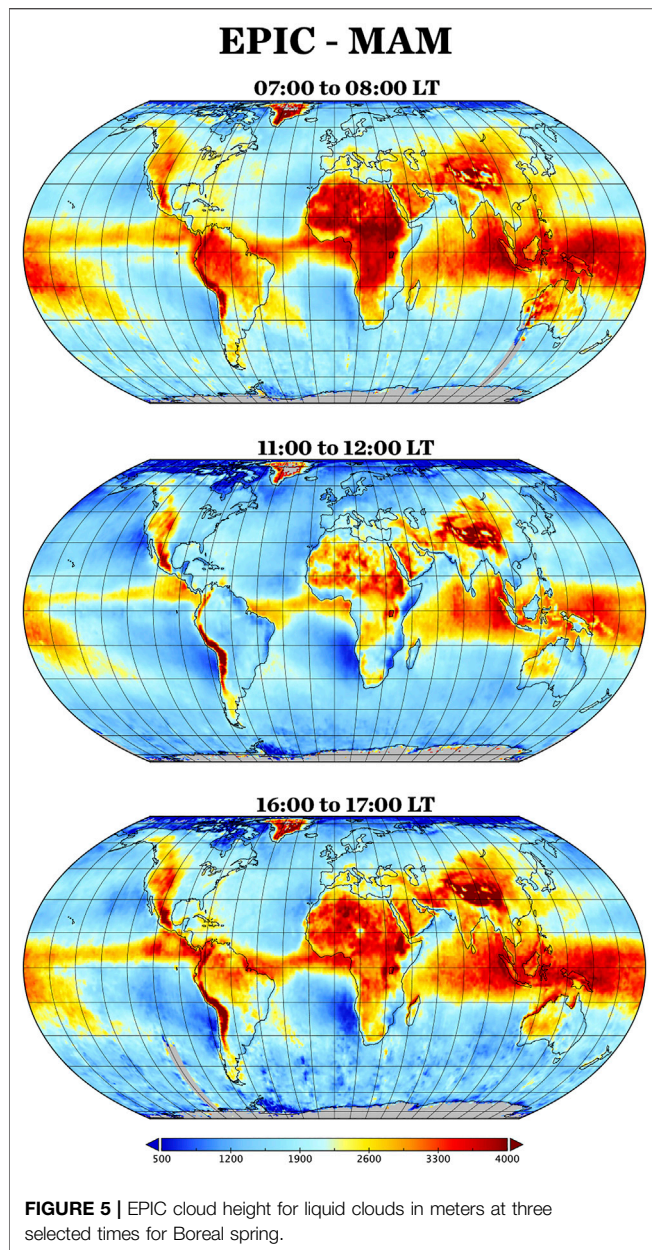 EPIC - MAM
07:00 to 08:00 LT
11:00 to 12:00 LT
16:00 to 17:00 LT
500 1200 1900 2600 3300 4000
FIGURE 5 | EPIC cloud height for liquid clouds in meters at three
selected times for Boreal spring.